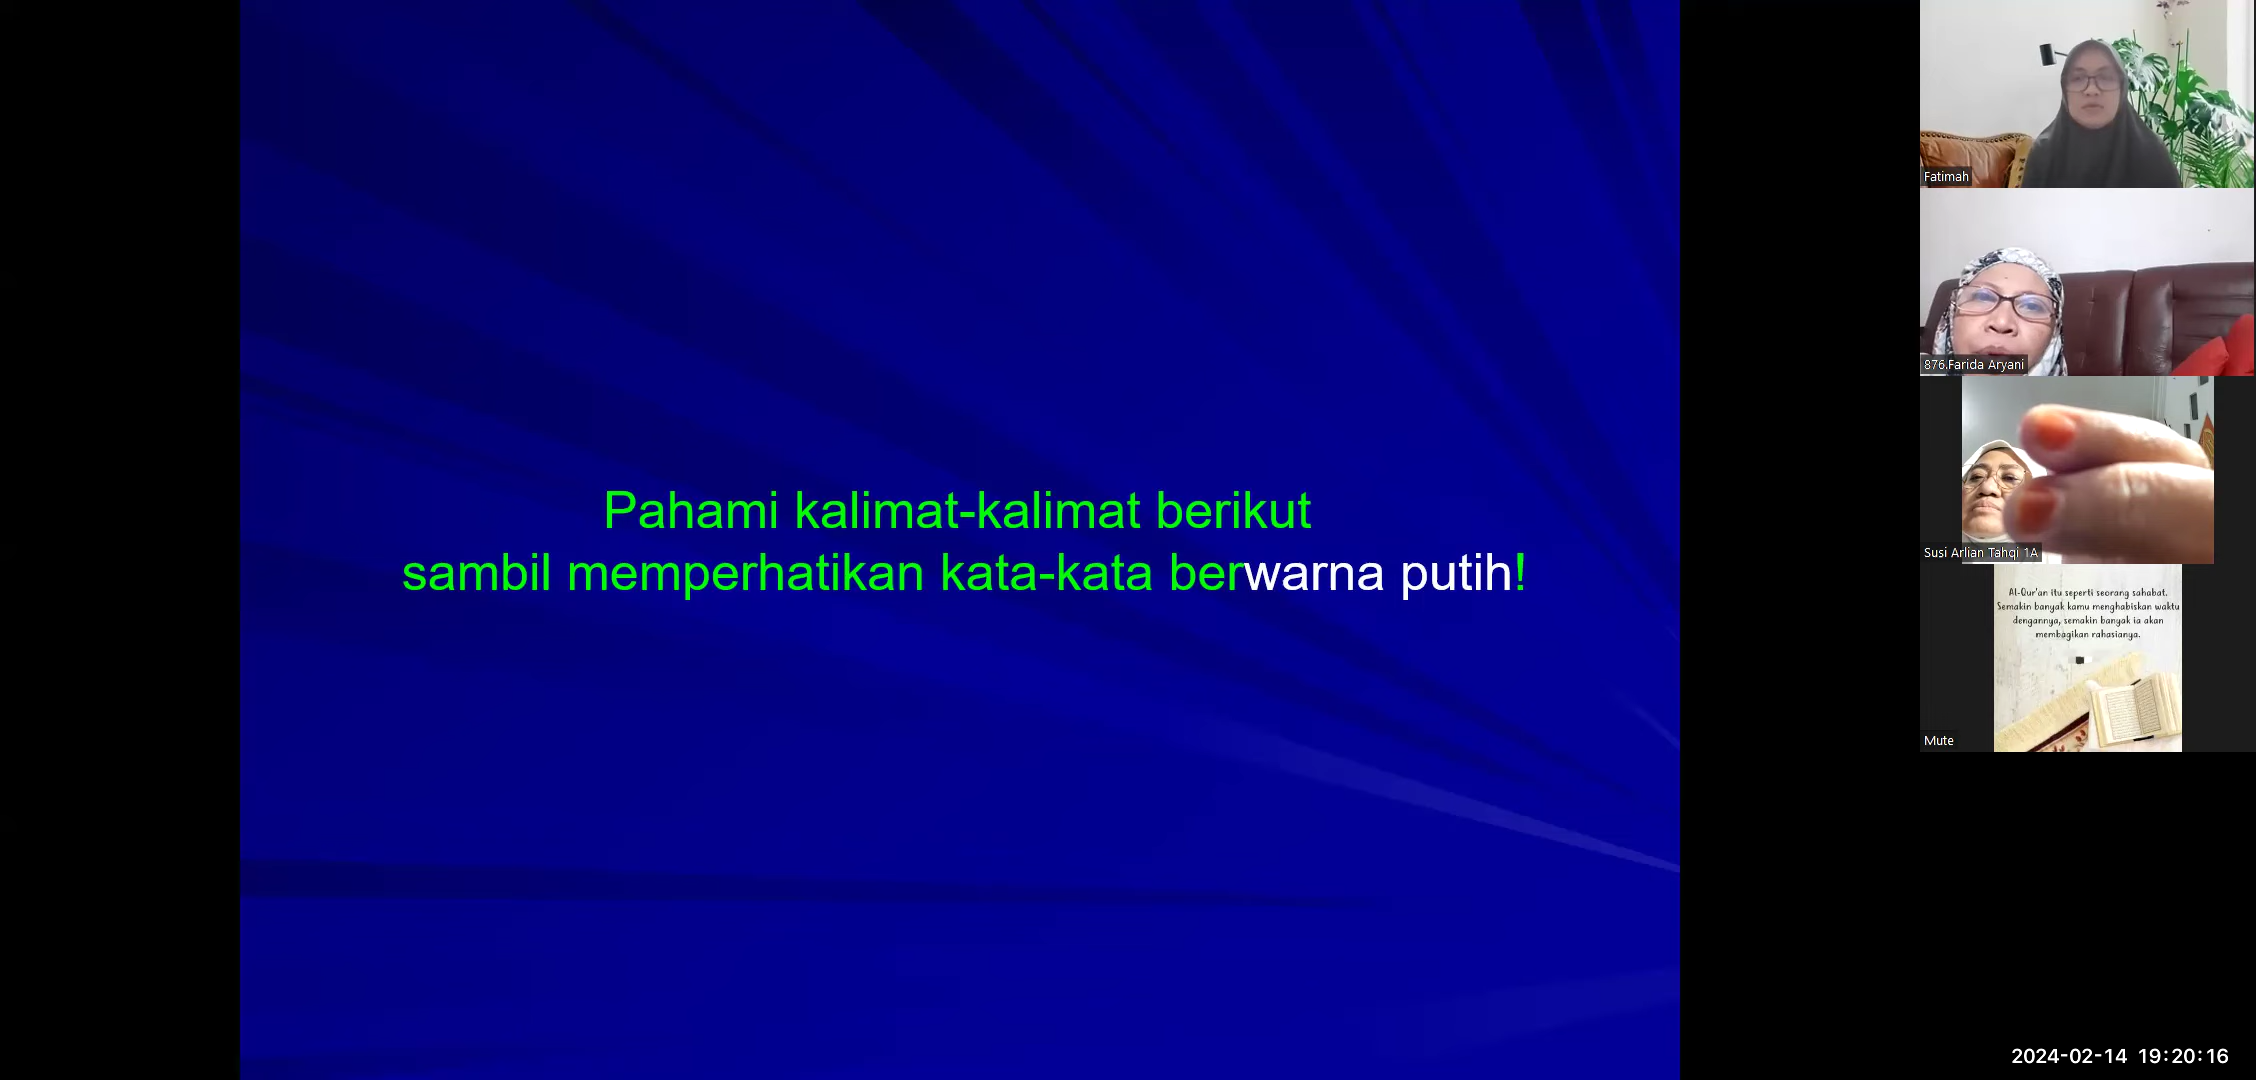 Pahami kalimat-kalimat berikut
sambil memperhatikan kata-kata berwarna putih!
Fatimah
876.Farida Aryani
Susi Arlian Tahqi 1A
Al-Qur'an itu seperti seorang sahabat.
Semakin banyak kamu menghabiskan waktu
dengannya, semakin banyak ia akan
membagikan rahasianya.
Mute
2024-02-14 19:20:16